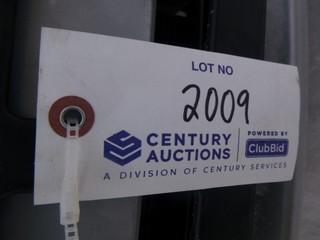 LOT NO
2009
CENTURY AUCTIONS
POWERED BY ClubBid
A DIVISION OF CENTURY SERVICES